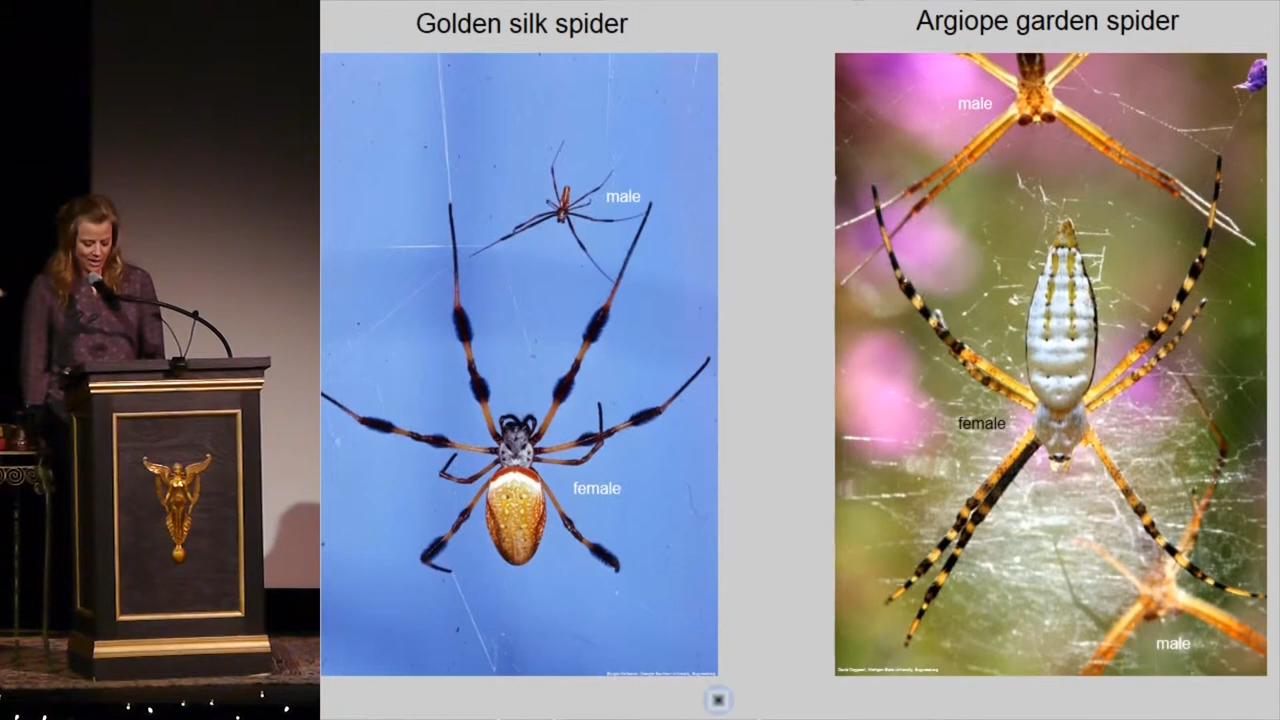 Golden silk spider
Argiope garden spider
male
female
male
female
male